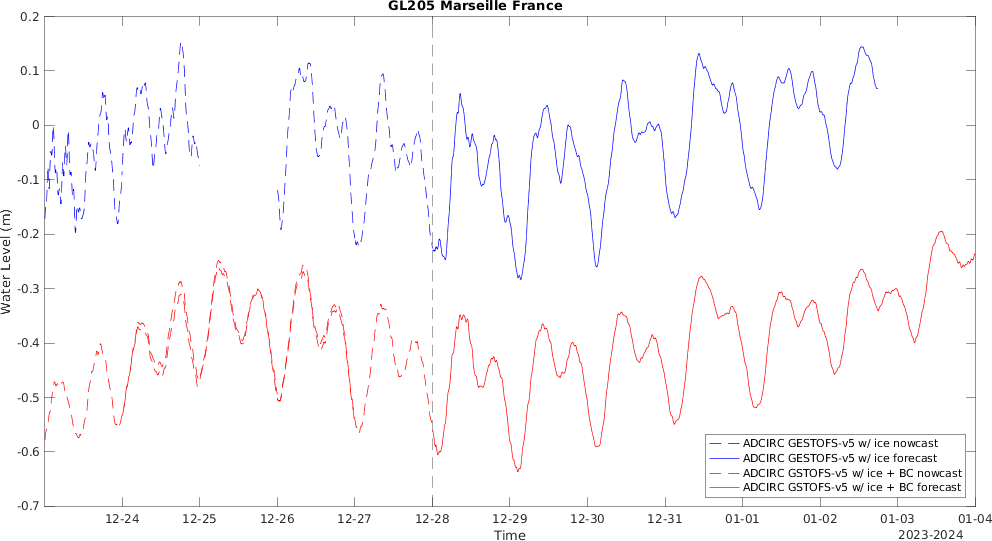 GL205 Marseille France
0.2
0.1
0
-0.1
-0.2
-0.3
-0.4
-0.5
-0.6
-0.7
Water Level (m)
ADCIRC GESTOFS-v5 w/ ice nowcast
ADCIRC GESTOFS-v5 w/ ice forecast
ADCIRC GSTOFS-v5 w/ ice + BC nowcast
ADCIRC GSTOFS-v5 w/ ice + BC forecast
12-24 12-25 12-26 12-27 12-28 12-29 12-30 12-31 01-01 01-02 01-03 01-04
Time
2023-2024